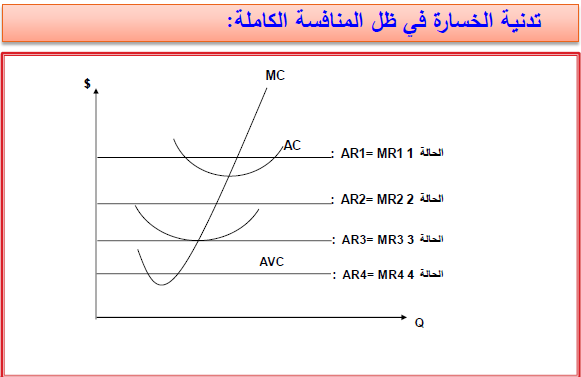 تدنية الخسارة في ظل المنافسة الكاملة:
MC
$
AC
الحالة 1 AR1= MR1 :
الحالة 2 AR2= MR2 :
الحالة 3 AR3= MR3 :
AVC
الحالة 4 AR4= MR4 :
Q